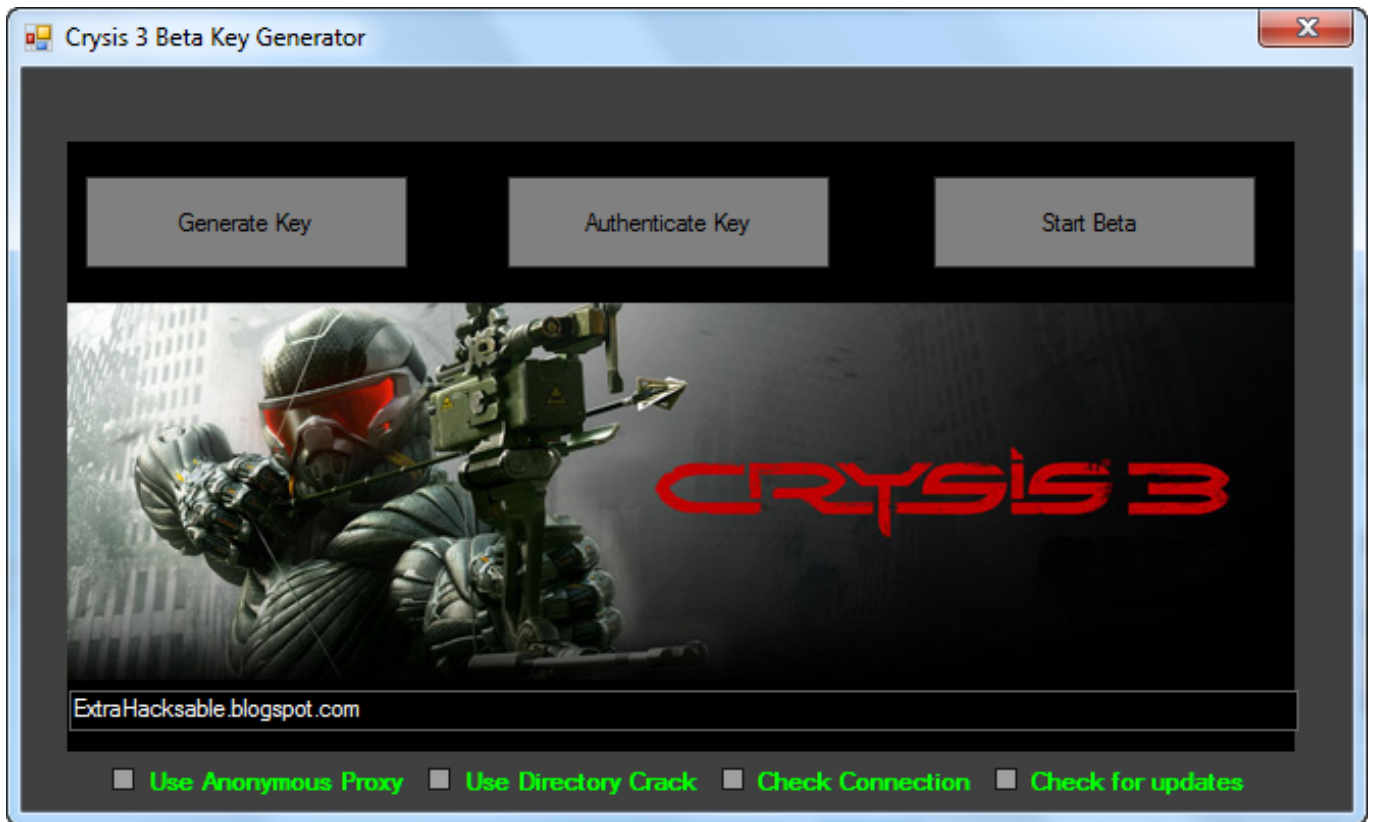 Crysis 3 Beta Key Generator
Generate Key Authenticate Key Start Beta
CRYSIS 3
ExtraHacksable.blogspot.com
Use Anonymous Proxy Use Directory Crack Check Connection Check for updates